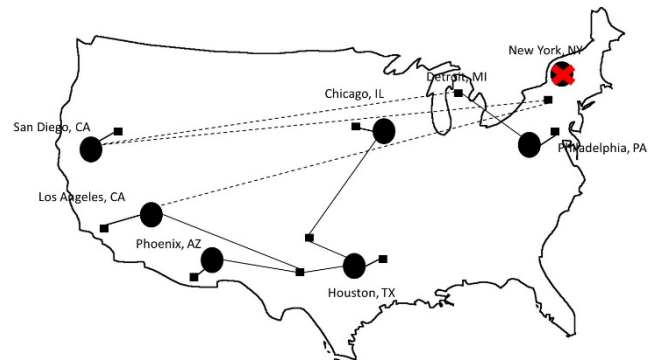 New York, NY
Detroit, MI
Chicago, IL
San Diego, CA
Philadelphia, PA
Los Angeles, CA
Phoenix, AZ
Houston, TX